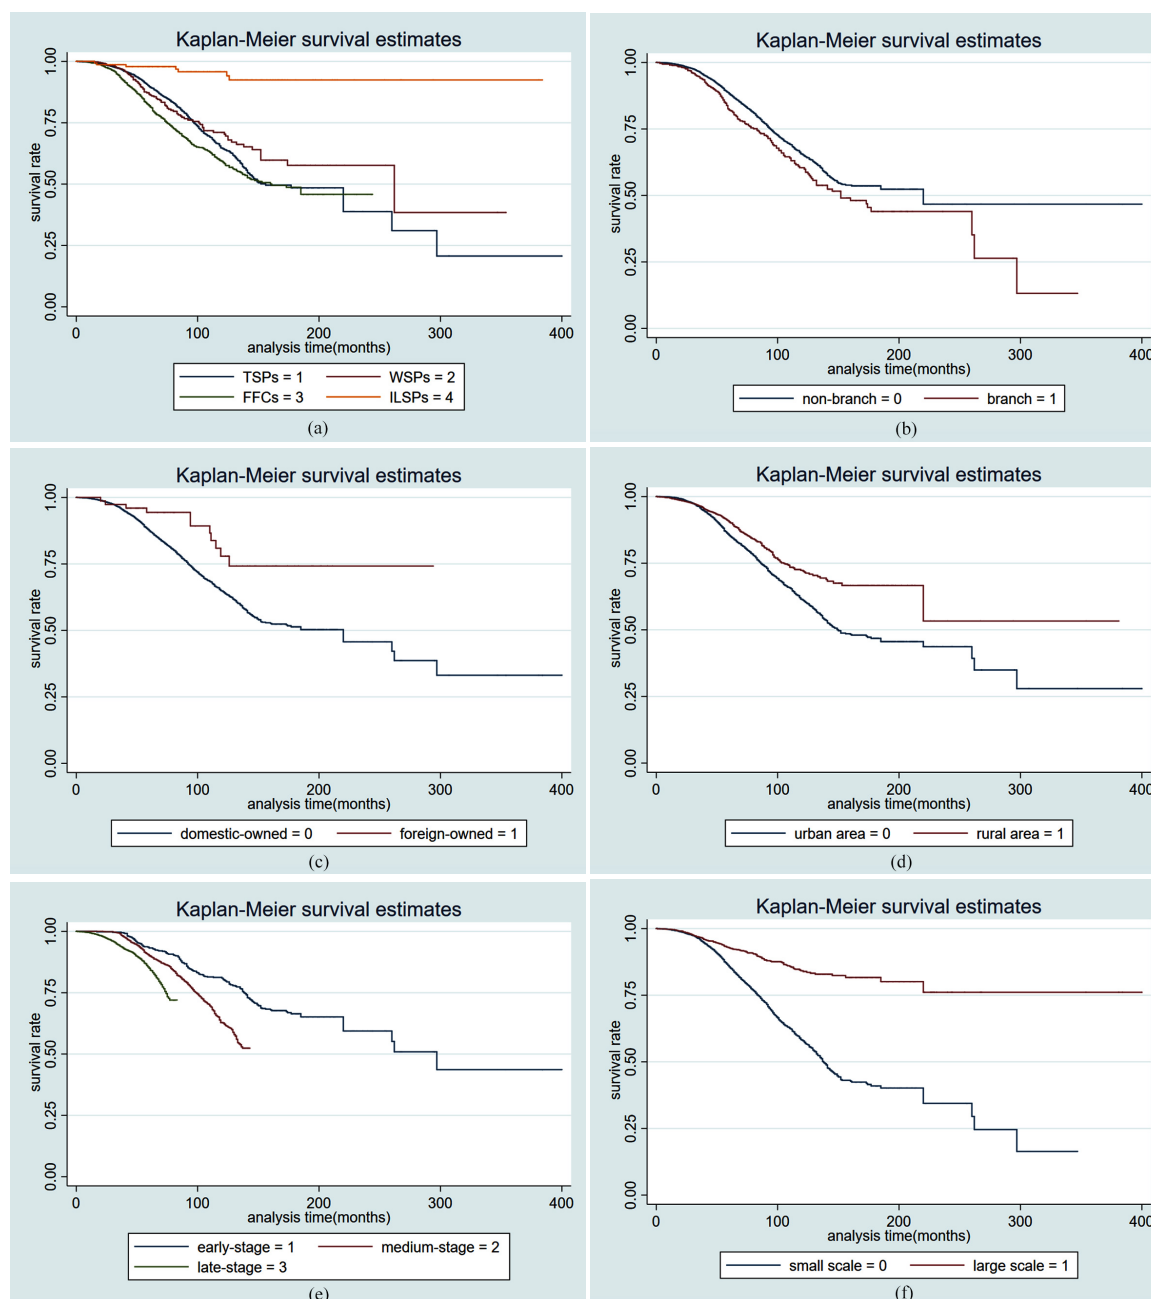 Kaplan-Meier survival estimates
1.00
0.75
0.50
0.25
0.00
survival rate
0 100 200 300 400
analysis time(months)
TSPs = 1 WSPs = 2
FFCs = 3 ILSPs = 4
(a)
Kaplan-Meier survival estimates
1.00
0.75
0.50
0.25
0.00
survival rate
0 100 200 300 400
analysis time(months)
non-branch = 0 branch = 1
(b)
Kaplan-Meier survival estimates
1.00
0.75
0.50
0.25
0.00
survival rate
0 100 200 300 400
analysis time(months)
domestic-owned = 0 foreign-owned = 1
(c)
Kaplan-Meier survival estimates
1.00
0.75
0.50
0.25
0.00
survival rate
0 100 200 300 400
analysis time(months)
urban area = 0 rural area = 1
(d)
Kaplan-Meier survival estimates
1.00
0.75
0.50
0.25
0.00
survival rate
0 100 200 300 400
analysis time(months)
early-stage = 1 medium-stage = 2
late-stage = 3
(e)
Kaplan-Meier survival estimates
1.00
0.75
0.50
0.25
0.00
survival rate
0 100 200 300 400
analysis time(months)
small scale = 0 large scale = 1
(f)